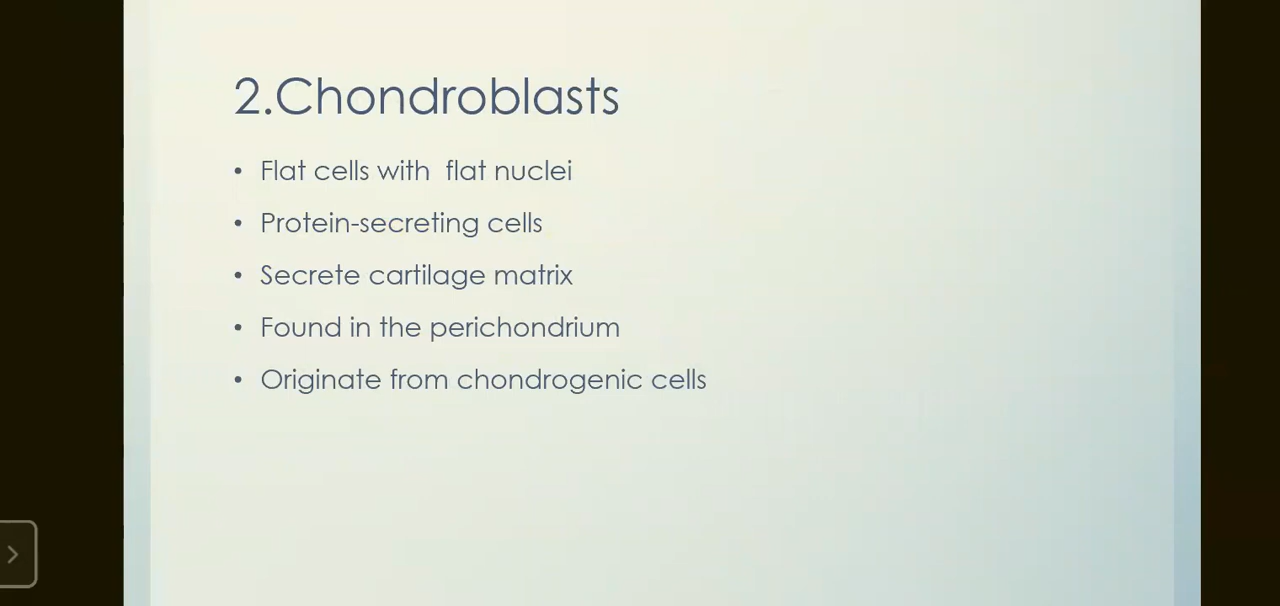 2.Chondroblasts
• Flat cells with  flat nuclei
• Protein-secreting cells
• Secrete cartilage matrix
• Found in the perichondrium
• Originate from chondrogenic cells